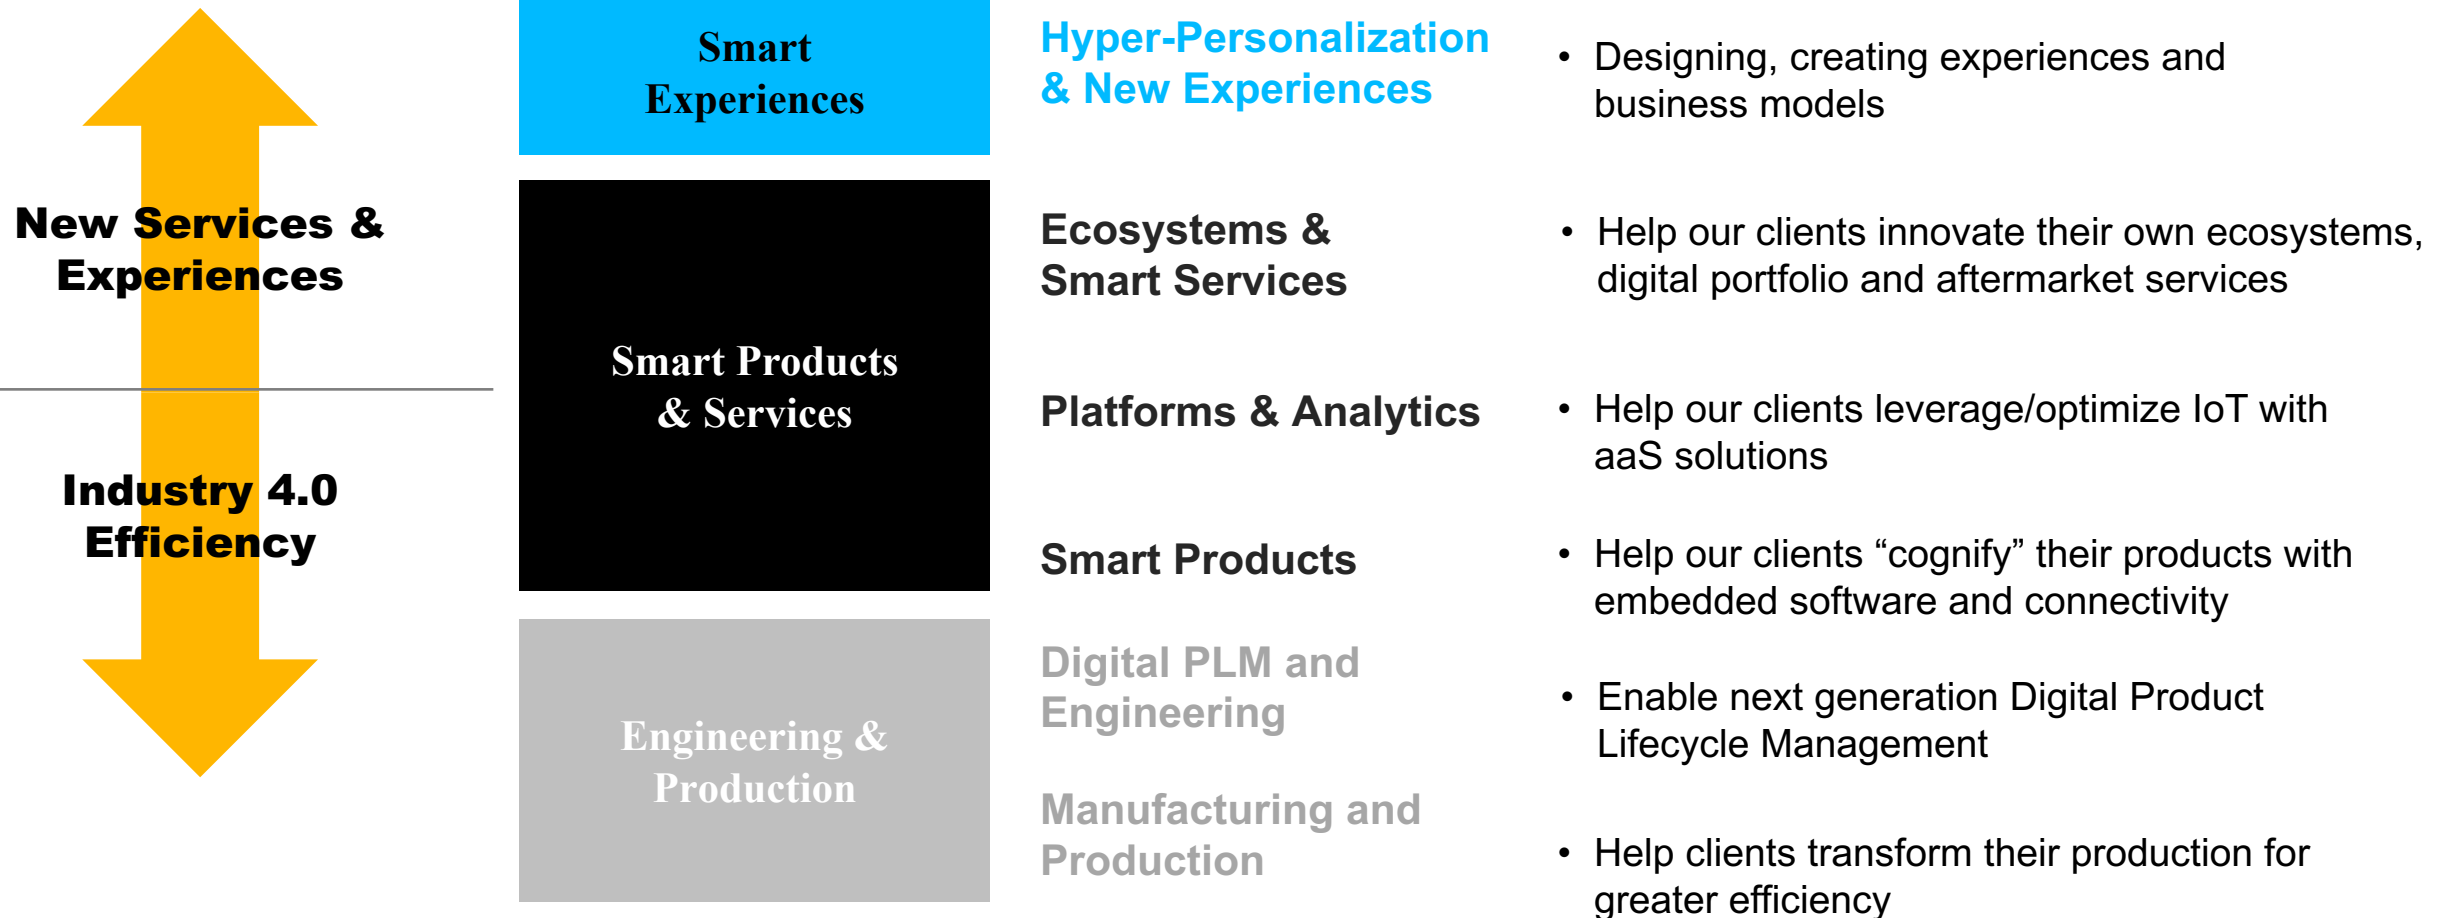 New Services &
Experiences
Industry 4.0
Efficiency
Smart
Experiences
Smart Products
& Services
Engineering &
Production
Hyper-Personalization
& New Experiences
• Designing, creating experiences and
business models
Ecosystems &
Smart Services
• Help our clients innovate their own ecosystems,
digital portfolio and aftermarket services
Platforms & Analytics
• Help our clients leverage/optimize IoT with
aaS solutions
Smart Products
• Help our clients “cognify” their products with
embedded software and connectivity
Digital PLM and
Engineering
• Enable next generation Digital Product
Lifecycle Management
Manufacturing and
Production
• Help clients transform their production for
greater efficiency